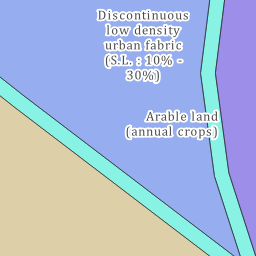 Discontinuous
low density
urban fabric
(S.L. : 10% -
30%)
Arable land
(annual crops)